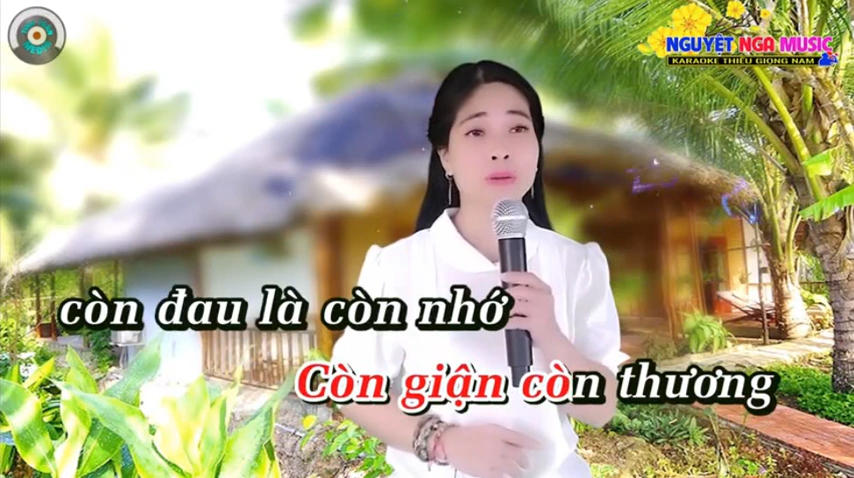 NGUYỆT NGA MUSIC
KARAOKE THIẾU GIỌNG NAM
còn đau là còn nhớ
Còn giận còn thương